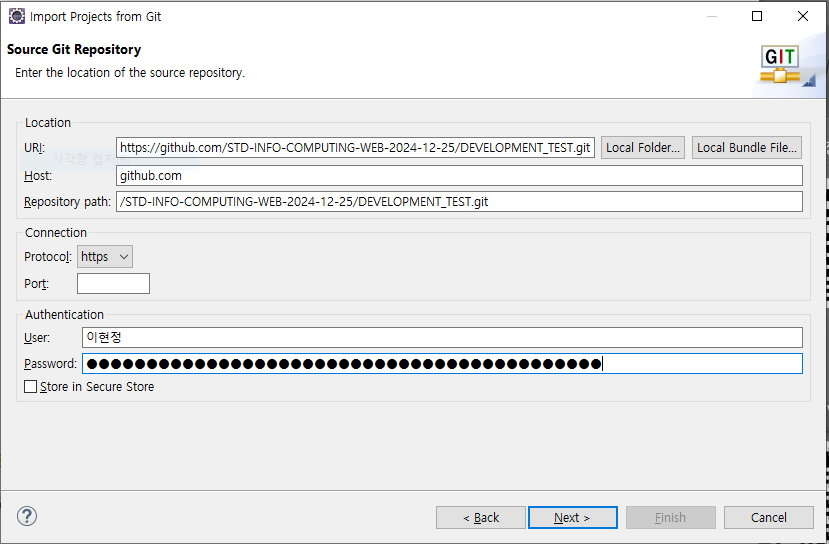 Import Projects from Git
Source Git Repository
Enter the location of the source repository.
GIT
Location
URI: https://github.com/STD-INFO-COMPUTING-WEB-2024-12-25/DEVELOPMENT_TEST.git Local Folder... Local Bundle File...
사각형 캡처
Host: github.com
Repository path: /STD-INFO-COMPUTING-WEB-2024-12-25/DEVELOPMENT_TEST.git
Connection
Protocol: https
Port:
Authentication
User: 이현정
Password: ●●●●●●●●●●●●●●●●●●●●●●●●●●●●●●●●●●●●●●●●●●●
Store in Secure Store
? < Back Next > Finish Cancel